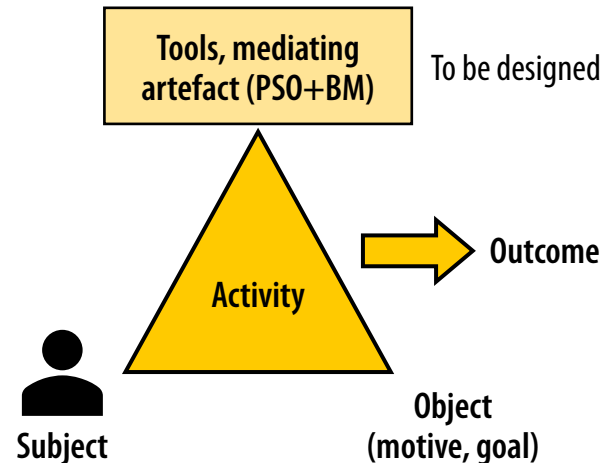 Tools, mediating
artefact (PSO+BM)
To be designed
Outcome
Activity
Subject
Object
(motive, goal)